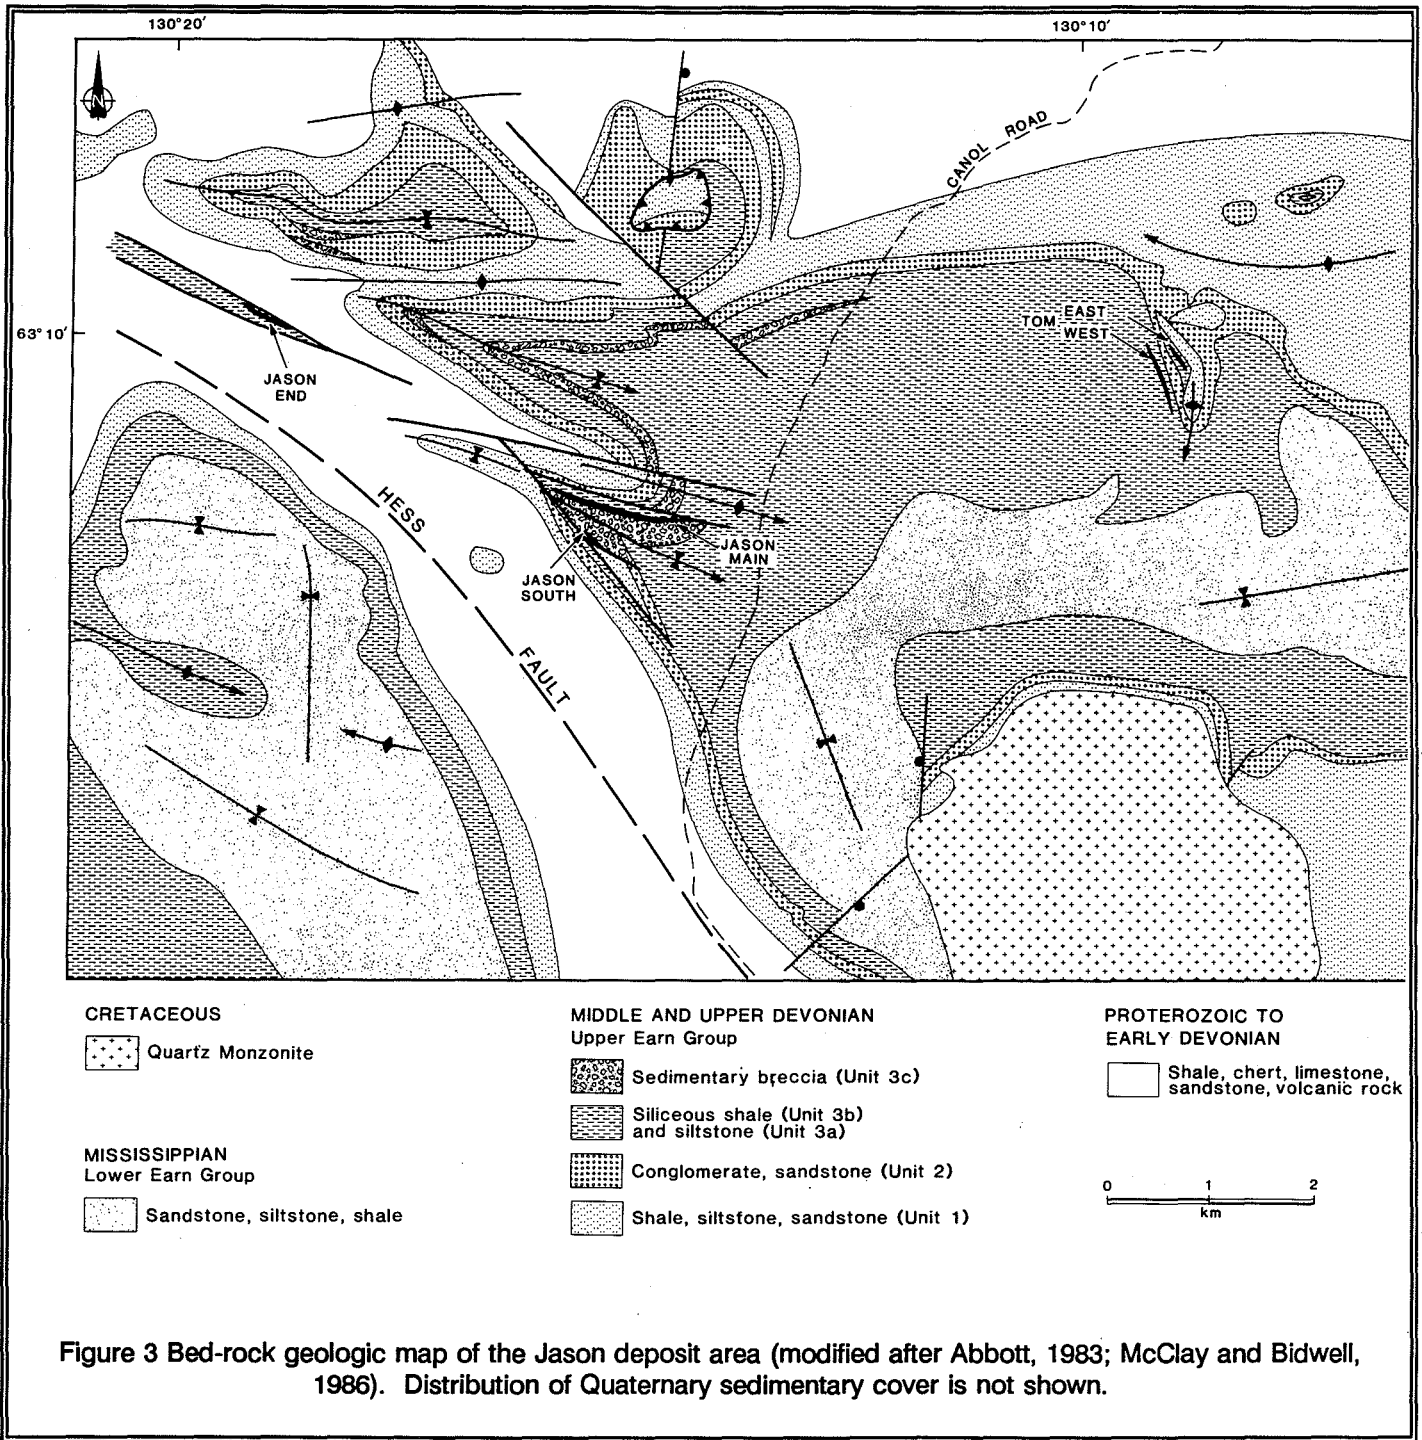 130°20'
130°10'
N
CANOL ROAD
63°10'
TOM EAST
WEST
JASON
END
HESS
FAULT
JASON
MAIN
JASON
SOUTH
CRETACEOUS
Quartz Monzonite
MISSISSIPPIAN
Lower Earn Group
Sandstone, siltstone, shale
MIDDLE AND UPPER DEVONIAN
Upper Earn Group
Sedimentary breccia (Unit 3c)
Siliceous shale (Unit 3b)
and siltstone (Unit 3a)
Conglomerate, sandstone (Unit 2)
Shale, siltsfone, sandstone (Unit 1)
PROTEROZOIC TO
EARLY DEVONIAN
Shale, chert, limestone,
sandstone, volcanic rock
0 1 2
km
Figure 3 Bed-rock geologic map of the Jason deposit area (modified after Abbott, 1983; McClay and Bidwell,
1986). Distribution of Quaternary sedimentary cover is not shown.